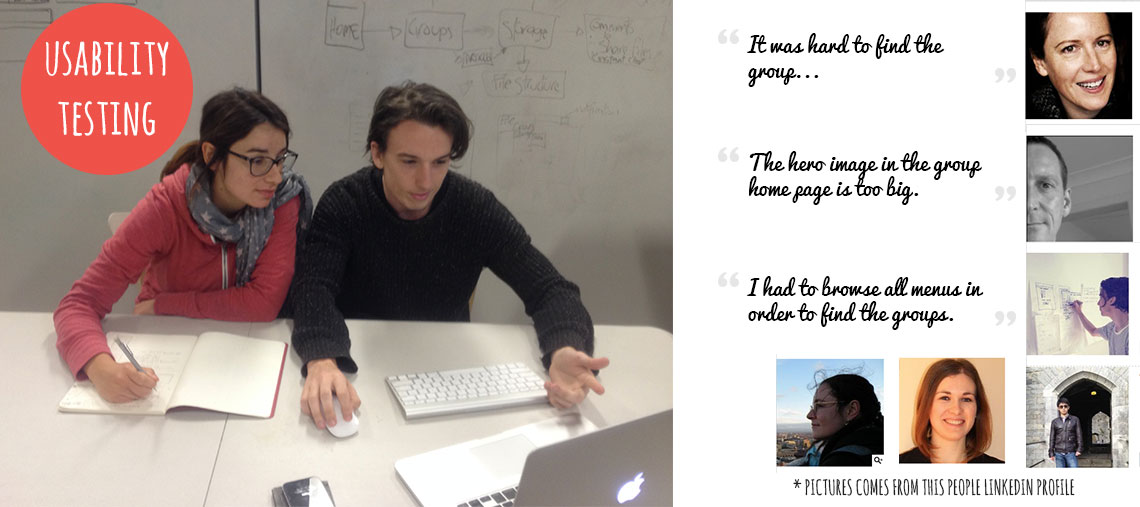 USABILITY
TESTING
HOME
GROUPS
File Structure
It was hard to find the
group...
The hero image in the group
home page is too big.
I had to browse all menus in
order to find the groups.
* PICTURES COMES FROM THIS PEOPLE LINKEDIN PROFILE